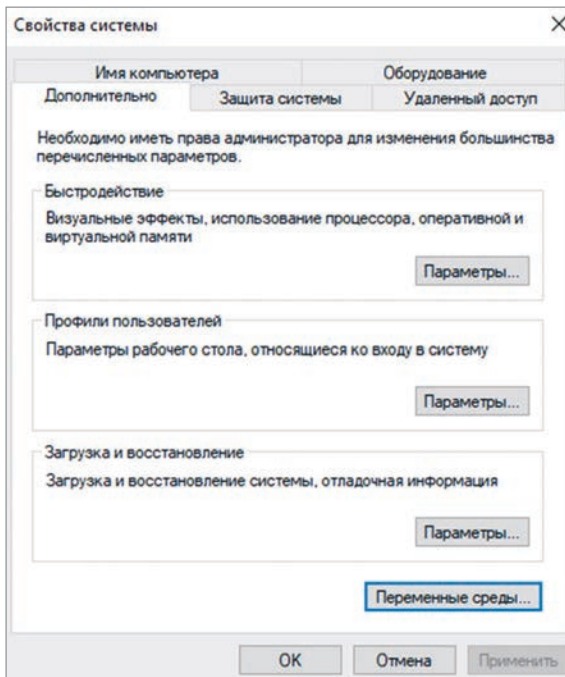 Свойства системы
Имя компьютера
Оборудование
Дополнительно
Защита системы
Удаленный доступ
Необходимо иметь права администратора для изменения большинства
перечисленных параметров.
Быстродействие
Визуальные эффекты, использование процессора, оперативной и
виртуальной памяти
Параметры...
Профили пользователей
Параметры рабочего стола, относящиеся ко входу в систему
Параметры...
Загрузка и восстановление
Загрузка и восстановление системы, отладочная информация
Параметры...
Переменные среды...
OK
Отмена
Применить